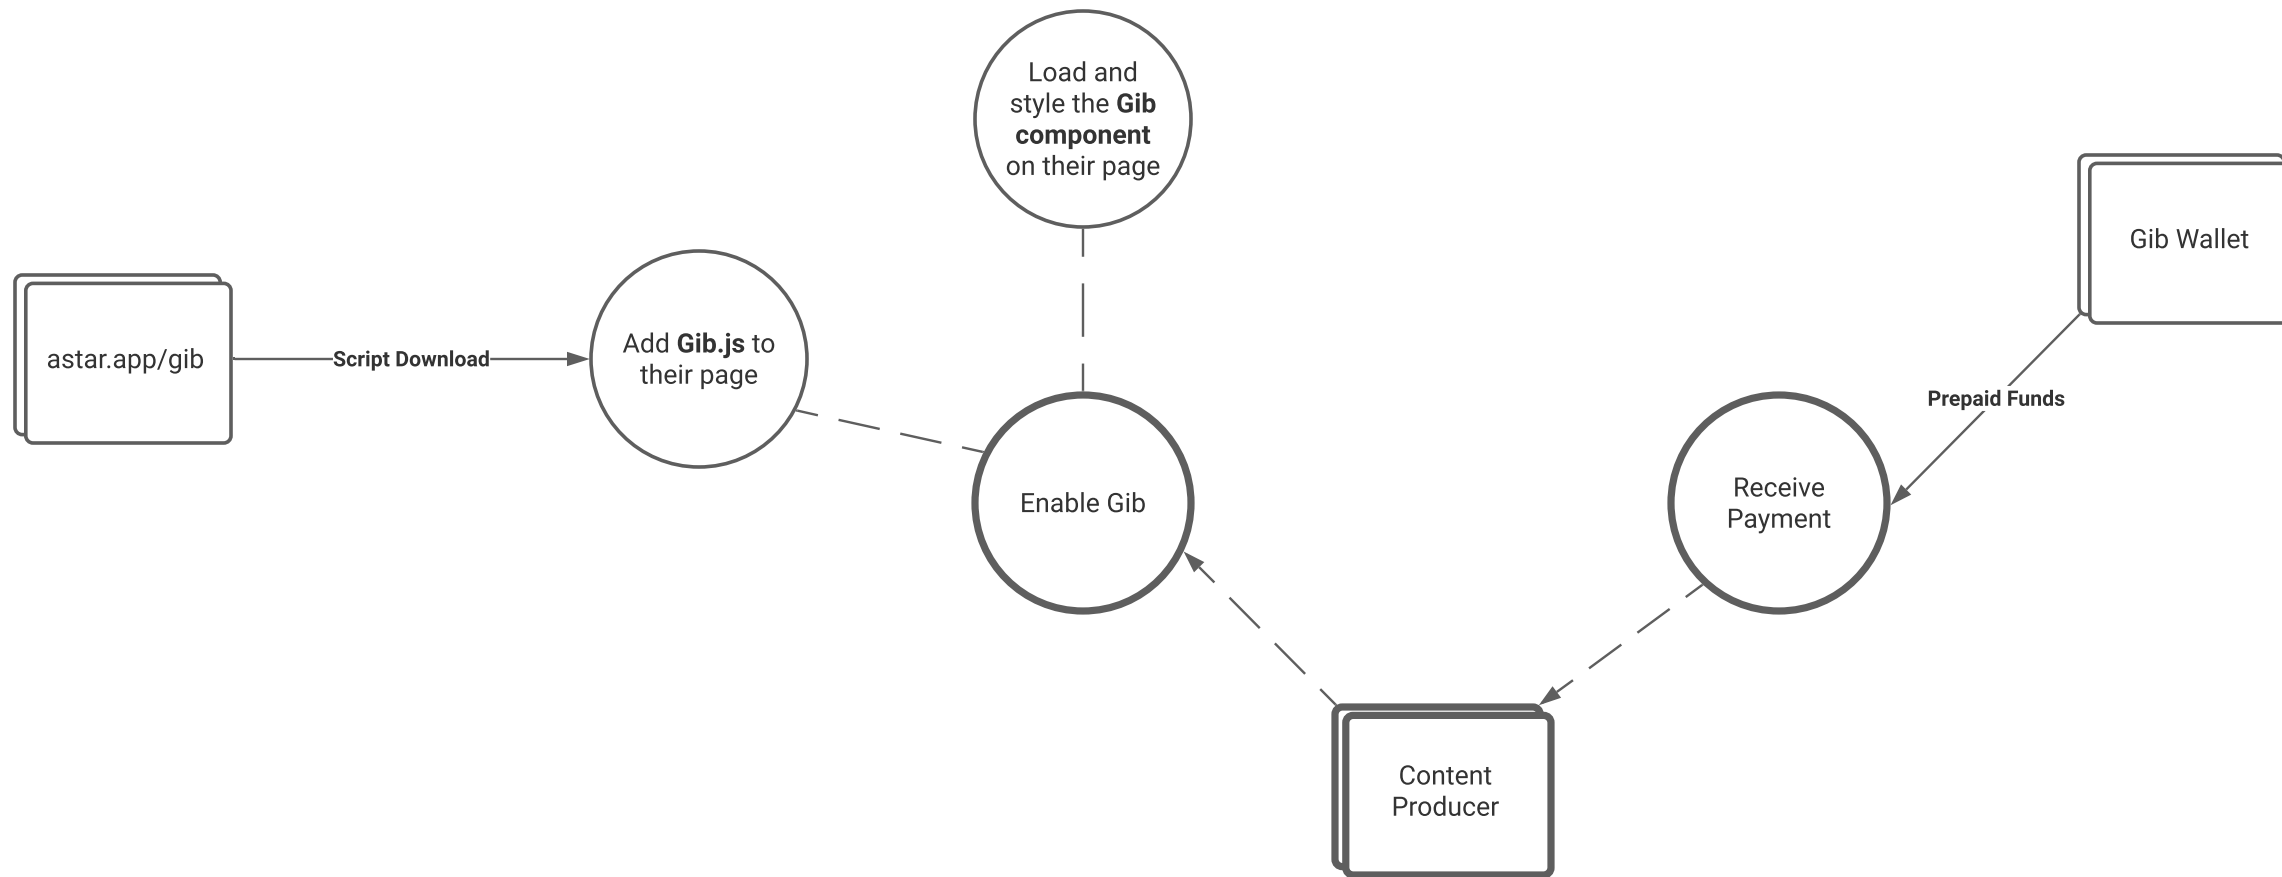 Load and
style the Gib
component
on their page
Gib Wallet
astar.app/gib
Script Download
Add Gib.js to
their page
Prepaid Funds
Enable Gib
Receive
Payment
Content
Producer